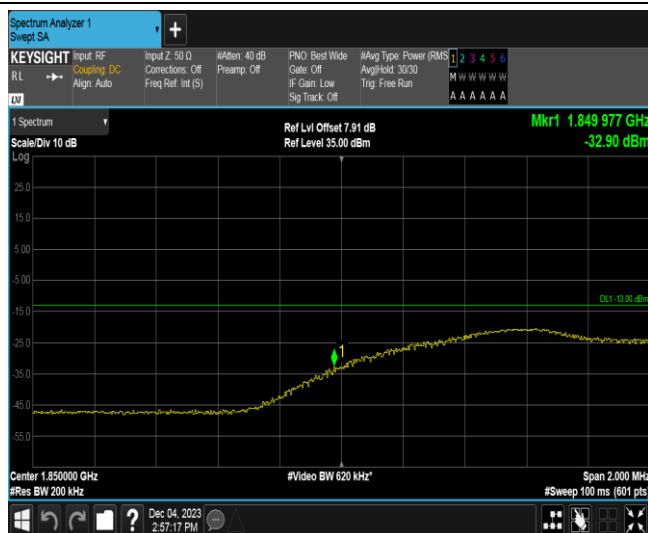 Spectrum Analyzer 1
Swept SA
+
KEYSIGHT
RL
LXI
Input: RF
Coupling: DC
Align: Auto
Input Z: 50 Ω
Corrections: Off
Freq Ref: Int (S)
#Atten: 40 dB
Preamp: Off
PNO: Best Wide
Gate: Off
IF Gain: Low
Sig Track: Off
#Avg Type: Power (RMS
Avg|Hold: 30/30
Trig: Free Run
1 2 3 4 5 6
M W W W W W
A A A A A A
1 Spectrum
Scale/Div 10 dB
Ref Lvl Offset 7.91 dB
Ref Level 35.00 dBm
Mkr1 1.849 977 GHz
-32.90 dBm
Log
25.0
15.0
5.00
-5.00
-15.0
-25.0
-35.0
-45.0
-55.0
DL1 -13.00 dBm
1
Center 1.850000 GHz
#Video BW 620 kHz*
Span 2.000 MHz
#Res BW 200 kHz
#Sweep 100 ms (601 pts)
?
Dec 04, 2023
2:57:17 PM